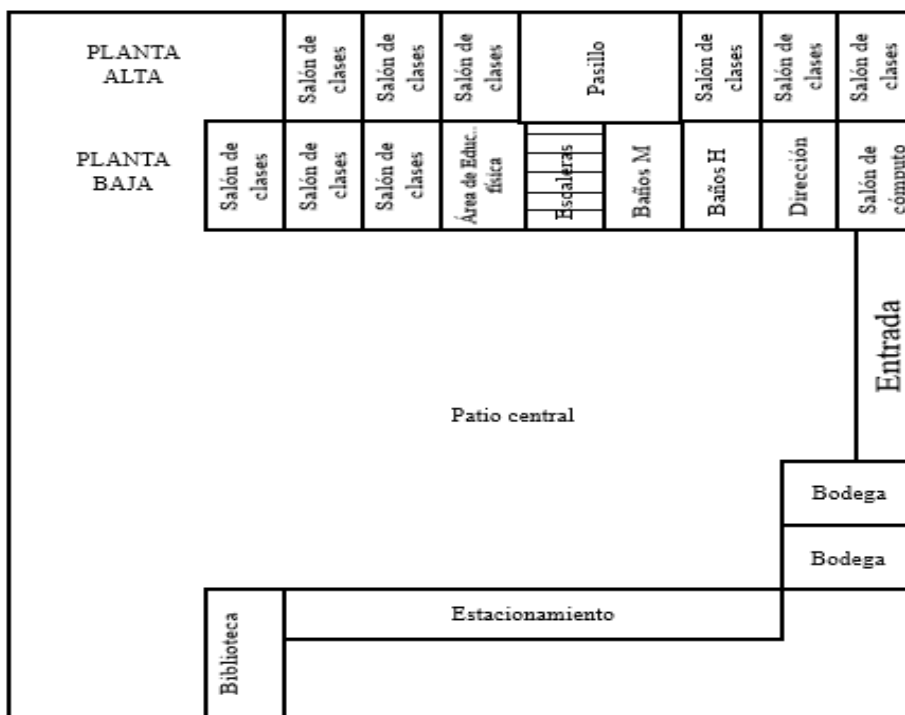 PLANTA
ALTA
Salón de
clases
Salón de
clases
Salón de
clases
Pasillo
Salón de
clases
Salón de
clases
Salón de
clases
PLANTA
BAJA
Salón de
clases
Salón de
clases
Salón de
clases
Área de Educ..
física
Escaleras
Baños M
Baños H
Dirección
Salón de
cómputo
Entrada
Patio central
Bodega
Bodega
Estacionamiento
Biblioteca